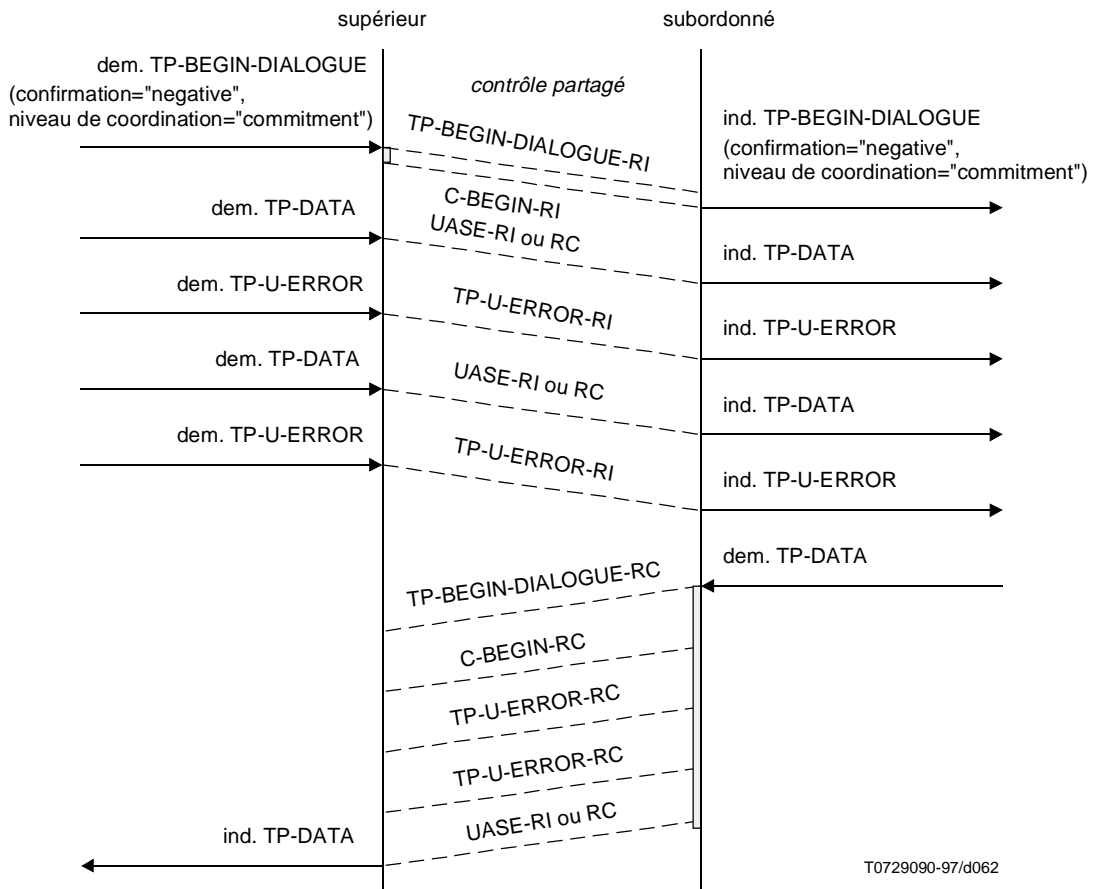 supérieur
subordonné
dem. TP-BEGIN-DIALOGUE
(confirmation="negative",
niveau de coordination="commitment")
contrôle partagé
ind. TP-BEGIN-DIALOGUE
(confirmation="negative",
niveau de coordination="commitment")
TP-BEGIN-DIALOGUE-RI
C-BEGIN-RI
dem. TP-DATA
UASE-RI ou RC
ind. TP-DATA
dem. TP-U-ERROR
TP-U-ERROR-RI
ind. TP-U-ERROR
dem. TP-DATA
UASE-RI ou RC
ind. TP-DATA
dem. TP-U-ERROR
TP-U-ERROR-RI
ind. TP-U-ERROR
dem. TP-DATA
TP-BEGIN-DIALOGUE-RC
C-BEGIN-RC
TP-U-ERROR-RC
TP-U-ERROR-RC
UASE-RI ou RC
ind. TP-DATA
T0729090-97/d062